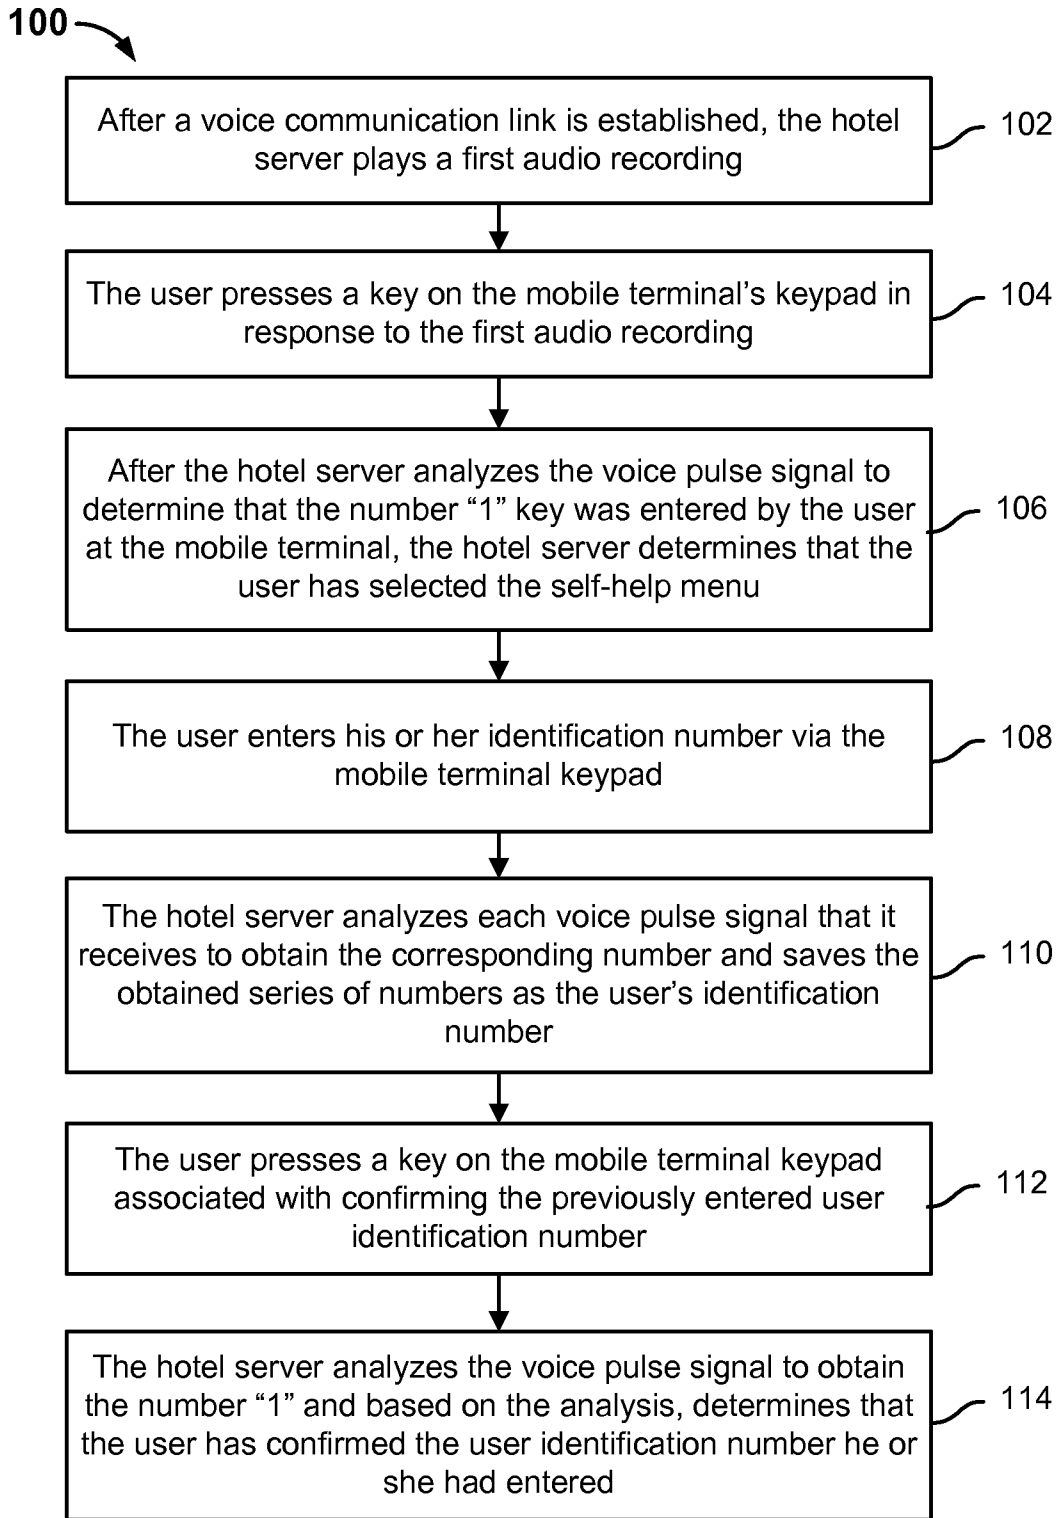 100
After a voice communication link is established, the hotel
server plays a first audio recording
102
The user presses a key on the mobile terminal’s keypad in
response to the first audio recording
104
After the hotel server analyzes the voice pulse signal to
determine that the number “1” key was entered by the user
at the mobile terminal, the hotel server determines that the
user has selected the self-help menu
106
The user enters his or her identification number via the
mobile terminal keypad
108
The hotel server analyzes each voice pulse signal that it
receives to obtain the corresponding number and saves the
obtained series of numbers as the user’s identification
number
110
The user presses a key on the mobile terminal keypad
associated with confirming the previously entered user
identification number
112
The hotel server analyzes the voice pulse signal to obtain
the number “1” and based on the analysis, determines that
the user has confirmed the user identification number he or
she had entered
114